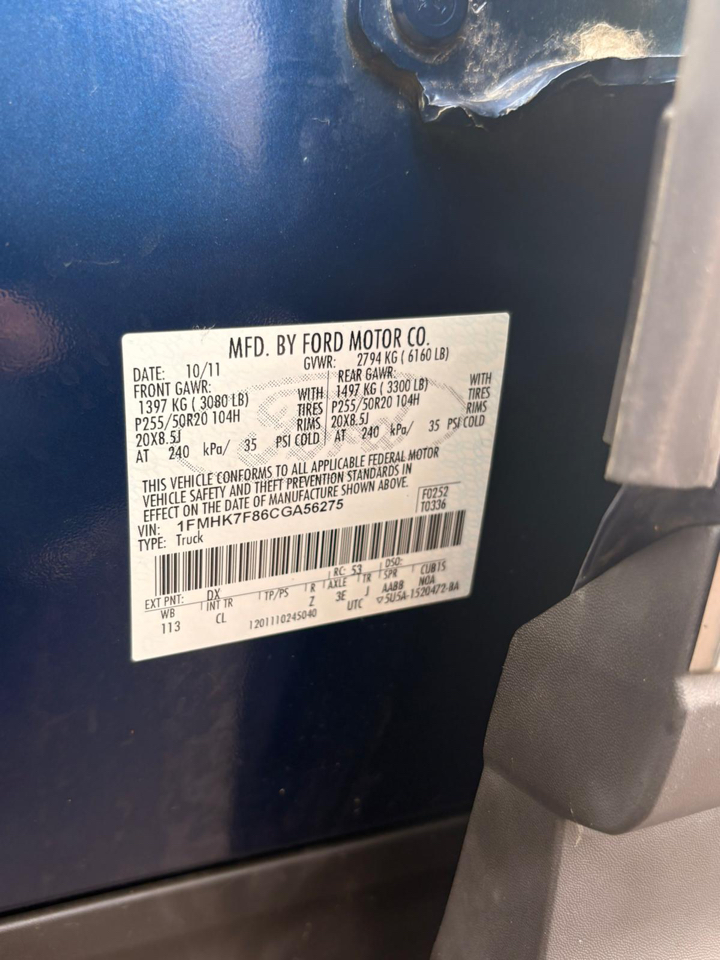 MFD. BY FORD MOTOR CO.
DATE: 10/11 GVWR: 2794 KG ( 6160 LB)
FRONT GAWR: REAR GAWR:
1397 KG ( 3080 LB) WITH 1497 KG ( 3300 LB) WITH
P255/50R20 104H TIRES P255/50R20 104H TIRES
20X8.5J RIMS 20X8.5J RIMS
AT 240 kPa/ 35 PSI COLD AT 240 kPa/ 35 PSI COLD
THIS VEHICLE CONFORMS TO ALL APPLICABLE FEDERAL MOTOR
VEHICLE SAFETY AND THEFT PREVENTION STANDARDS IN
EFFECT ON THE DATE OF MANUFACTURE SHOWN ABOVE.
VIN: 1FMHK7F86CGA56275 F0252
TYPE: Truck T0336
EXT PNT: DX RC: 53 DSO:
WB INT TR TP/PS R AXLE TR SPR CUB15
113 CL Z 3E J AABB NOA
1201110245040 UTC ▽5U5A-1520472-BA
Ford